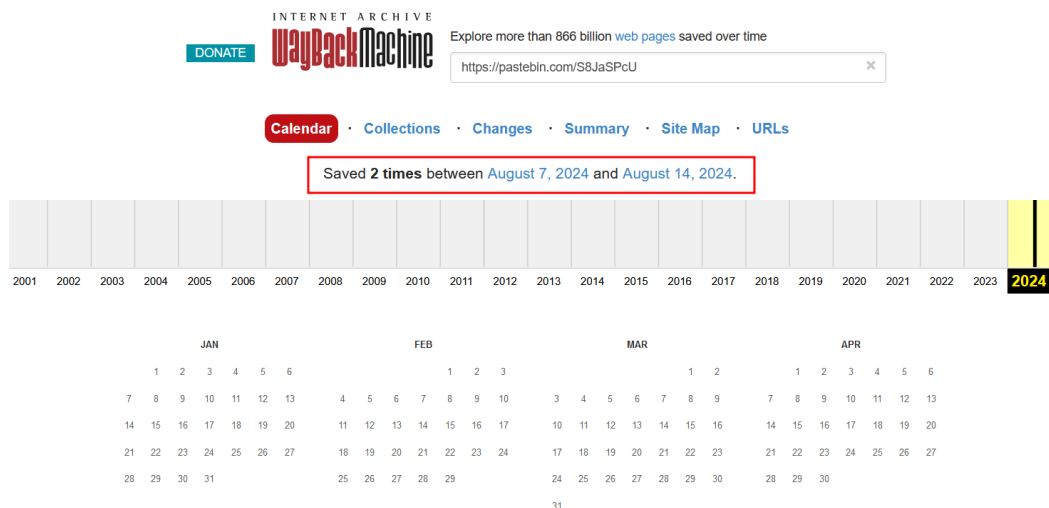 INTERNET ARCHIVE
DONATE
WayBackMachine
Explore more than 866 billion web pages saved over time
https://pastebin.com/S8JaSPcU ×
Calendar · Collections · Changes · Summary · Site Map · URLs
Saved 2 times between August 7, 2024 and August 14, 2024.
2001 2002 2003 2004 2005 2006 2007 2008 2009 2010 2011 2012 2013 2014 2015 2016 2017 2018 2019 2020 2021 2022 2023 2024
JAN FEB MAR APR
1 2 3 4 5 6 1 2 3 1 2 1 2 3 4 5 6
7 8 9 10 11 12 13 4 5 6 7 8 9 10 3 4 5 6 7 8 9 7 8 9 10 11 12 13
14 15 16 17 18 19 20 11 12 13 14 15 16 17 10 11 12 13 14 15 16 14 15 16 17 18 19 20
21 22 23 24 25 26 27 18 19 20 21 22 23 24 17 18 19 20 21 22 23 21 22 23 24 25 26 27
28 29 30 31 25 26 27 28 29 24 25 26 27 28 29 30 28 29 30
31